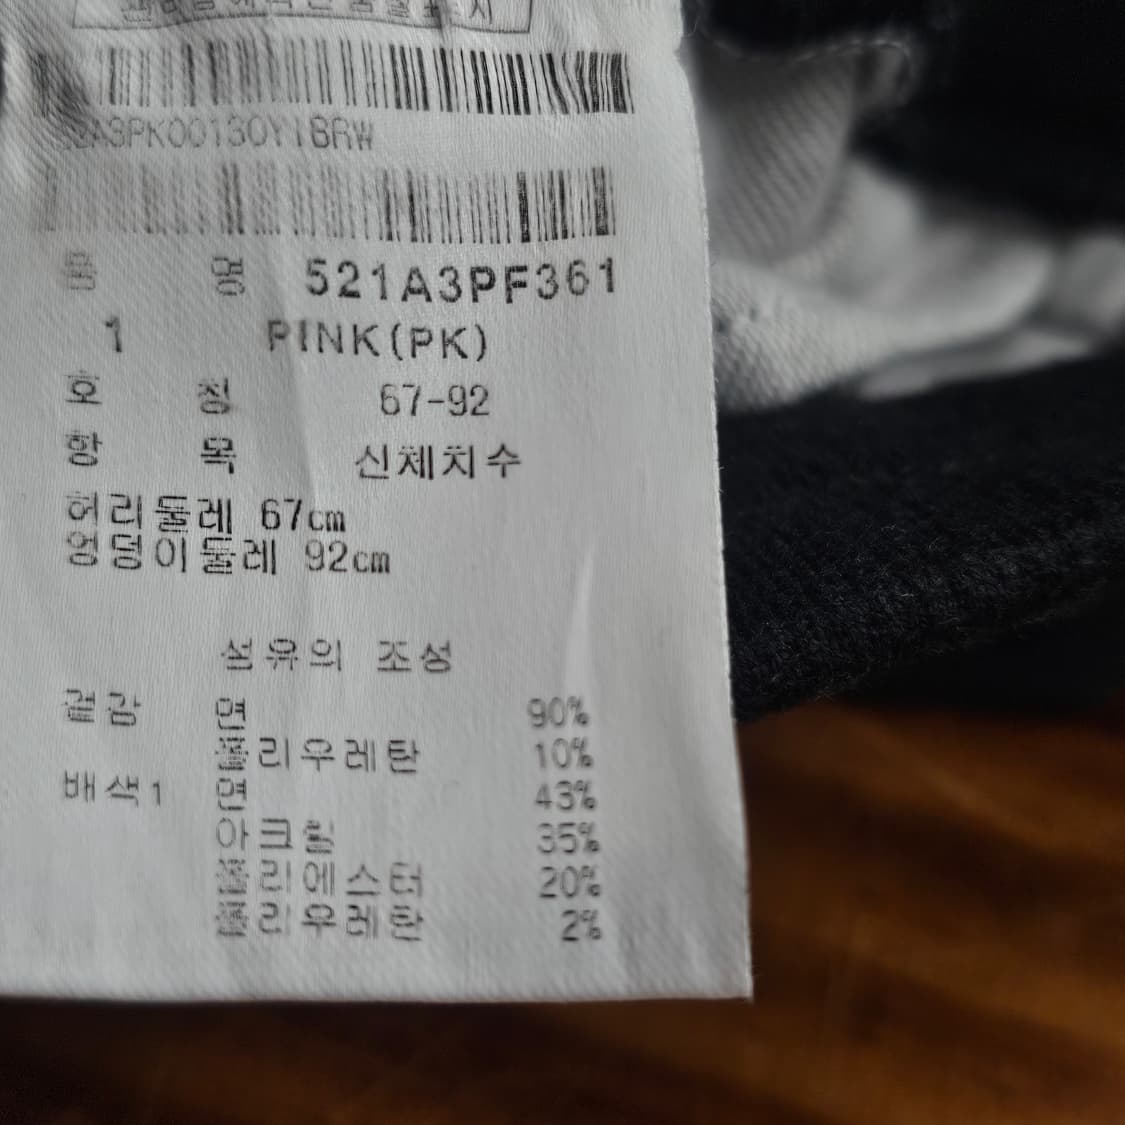 A3PK00130YIBRW
품 명 521A3PF361
1 PINK(PK)
호 칭 67-92
항 목 신체치수
허리둘레 67cm
엉덩이둘레 92cm
섬유의 조성
겉감 면 90%
폴리우레탄 10%
배색1 면 43%
아크릴 35%
폴리에스터 20%
폴리우레탄 2%